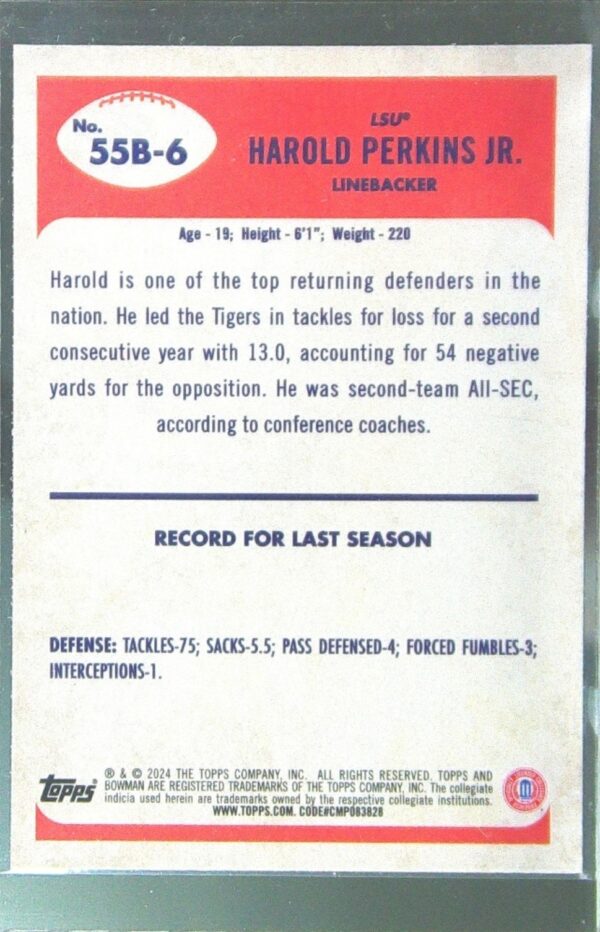 No.
55B-6
LSU®
HAROLD PERKINS JR.
LINEBACKER
Age - 19; Height - 6'1"; Weight - 220
Harold is one of the top returning defenders in the
nation. He led the Tigers in tackles for loss for a second
consecutive year with 13.0, accounting for 54 negative
yards for the opposition. He was second-team All-SEC,
according to conference coaches.
RECORD FOR LAST SEASON
DEFENSE: TACKLES-75; SACKS-5.5; PASS DEFENSED-4; FORCED FUMBLES-3;
INTERCEPTIONS-1.
topps®
® & © 2024 THE TOPPS COMPANY, INC. ALL RIGHTS RESERVED. TOPPS AND
BOWMAN ARE REGISTERED TRADEMARKS OF THE TOPPS COMPANY, INC. The collegiate
indicia used herein are trademarks owned by the respective collegiate institutions.
WWW.TOPPS.COM. CODE#CMP083828